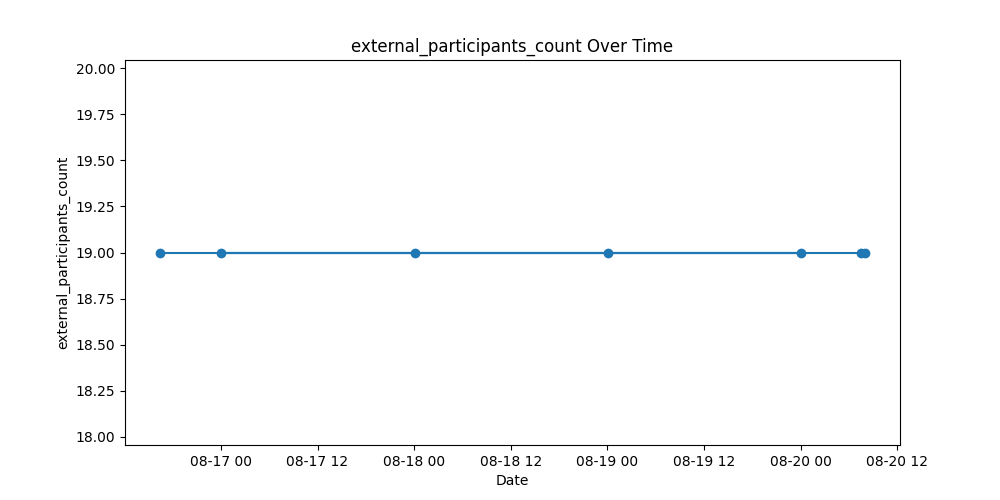 external_participants_count Over Time
external_participants_count
20.00
19.75
19.50
19.25
19.00
18.75
18.50
18.25
18.00
08-17 00 08-17 12 08-18 00 08-18 12 08-19 00 08-19 12 08-20 00 08-20 12
Date